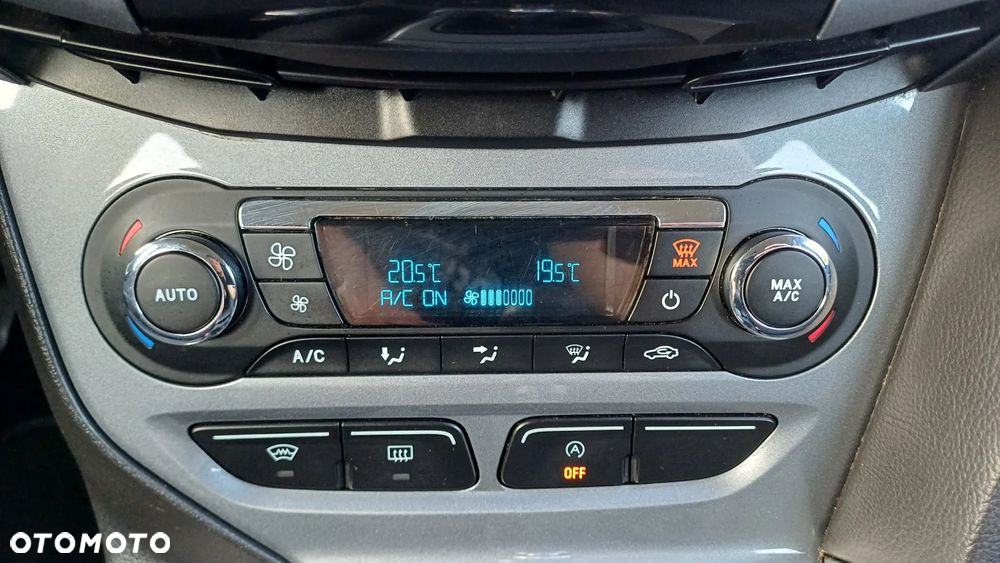 20.5°C 19.5°C
A/C ON
MAX
AUTO
MAX
A/C
A/C
A
OFF
OTOMOTO